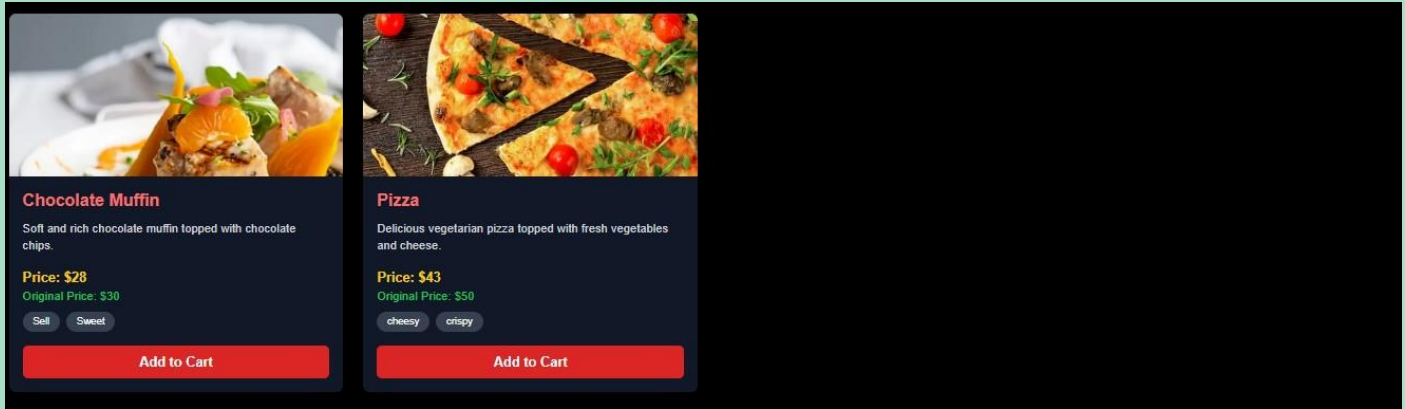 Chocolate Muffin
Soft and rich chocolate muffin topped with chocolate
chips.
Price: $28
Original Price: $30
Sell
Sweet
Add to Cart
Pizza
Delicious vegetarian pizza topped with fresh vegetables
and cheese.
Price: $43
Original Price: $50
cheesy
crispy
Add to Cart